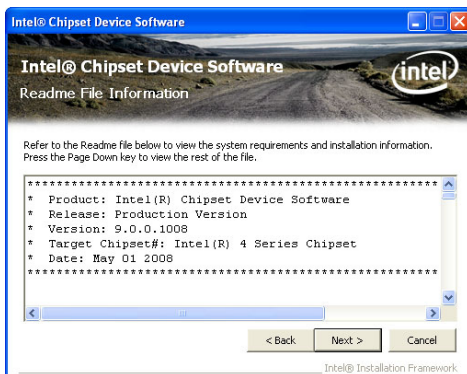 Intel® Chipset Device Software
Intel® Chipset Device Software
intel
Readme File Information
Refer to the Readme file below to view the system requirements and installation information.
Press the Page Down key to view the rest of the file.
************************************************
* Product: Intel(R) Chipset Device Software
* Release: Production Version
* Version: 9.0.0.1008
* Target Chipset#: Intel(R) 4 Series Chipset
* Date: May 01 2008
************************************************
< Back Next > Cancel
Intel® Installation Framework